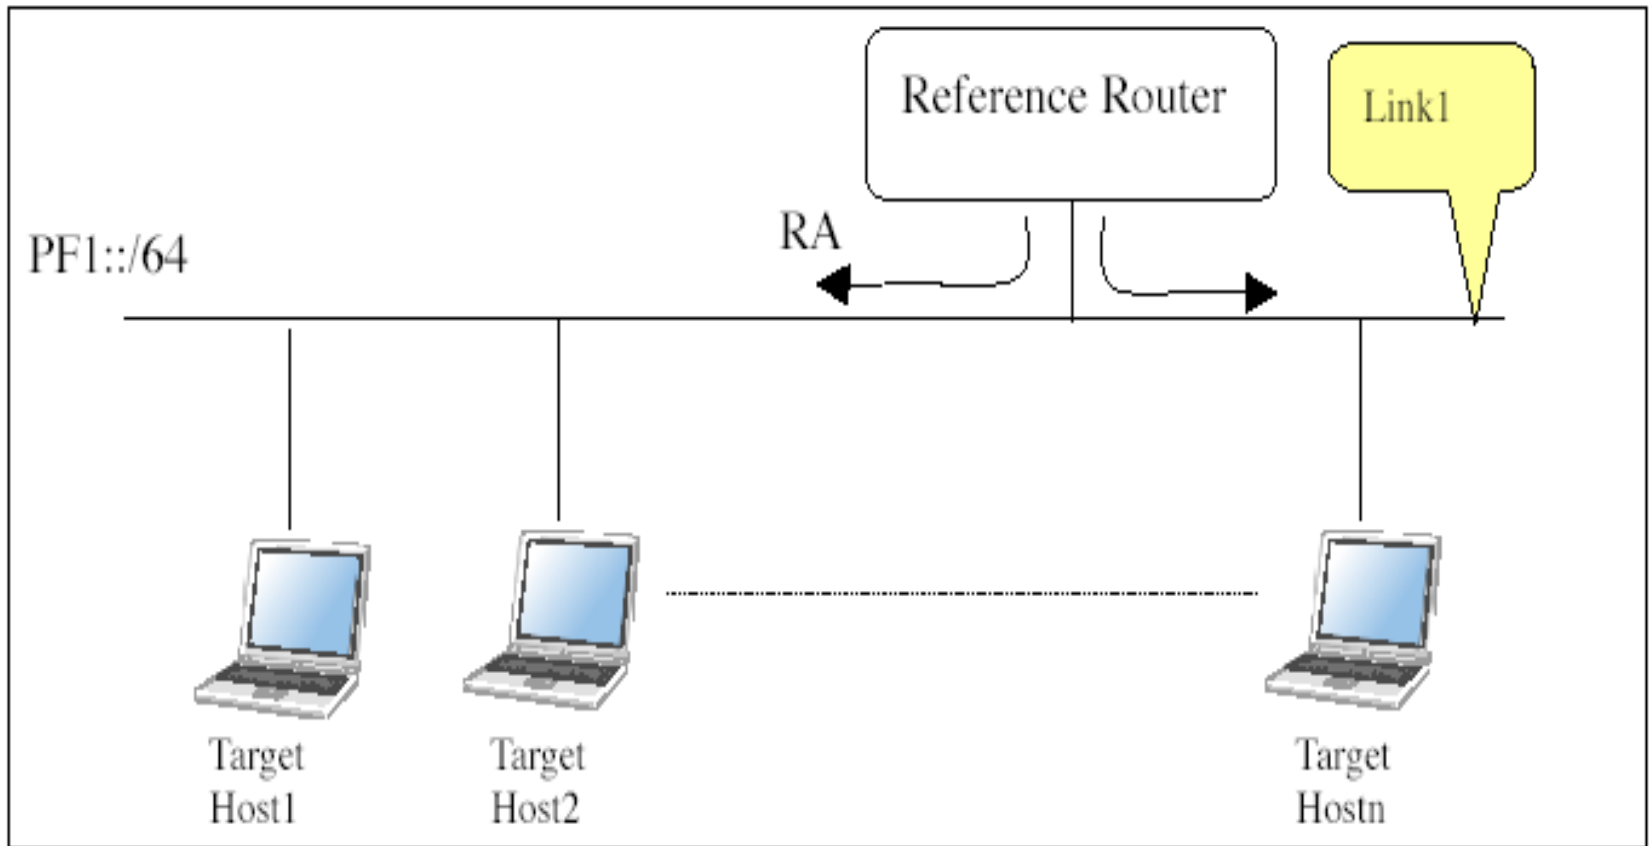 Reference Router
Link1
RA
PF1::/64
Target
Host1
Target
Host2
Target
Hostn